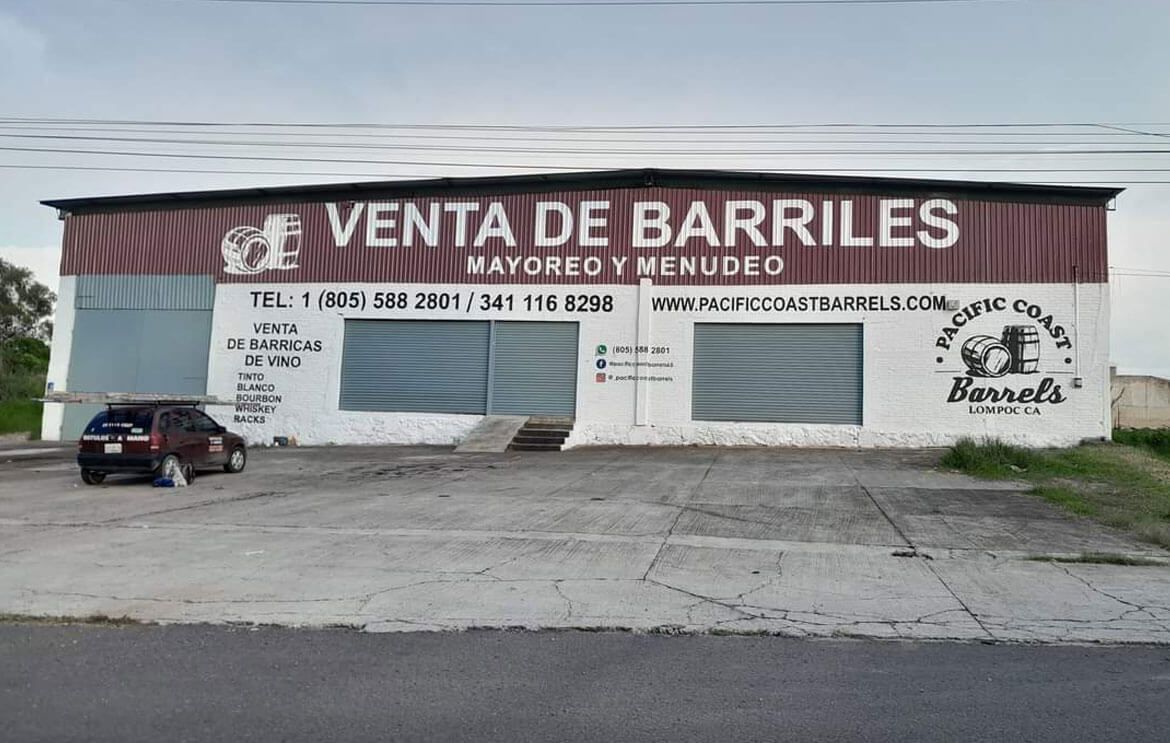 VENTA DE BARRILES
MAYOREO Y MENUDEO
TEL: 1 (805) 588 2801 / 341 116 8298
WWW.PACIFICCOASTBARRELS.COM
VENTA
DE BARRICAS
DE VINO
TINTO
BLANCO
BOURBON
WHISKEY
RACKS
(805) 588 2801
PACIFIC COAST
Barrels
LOMPOC CA
A MANO